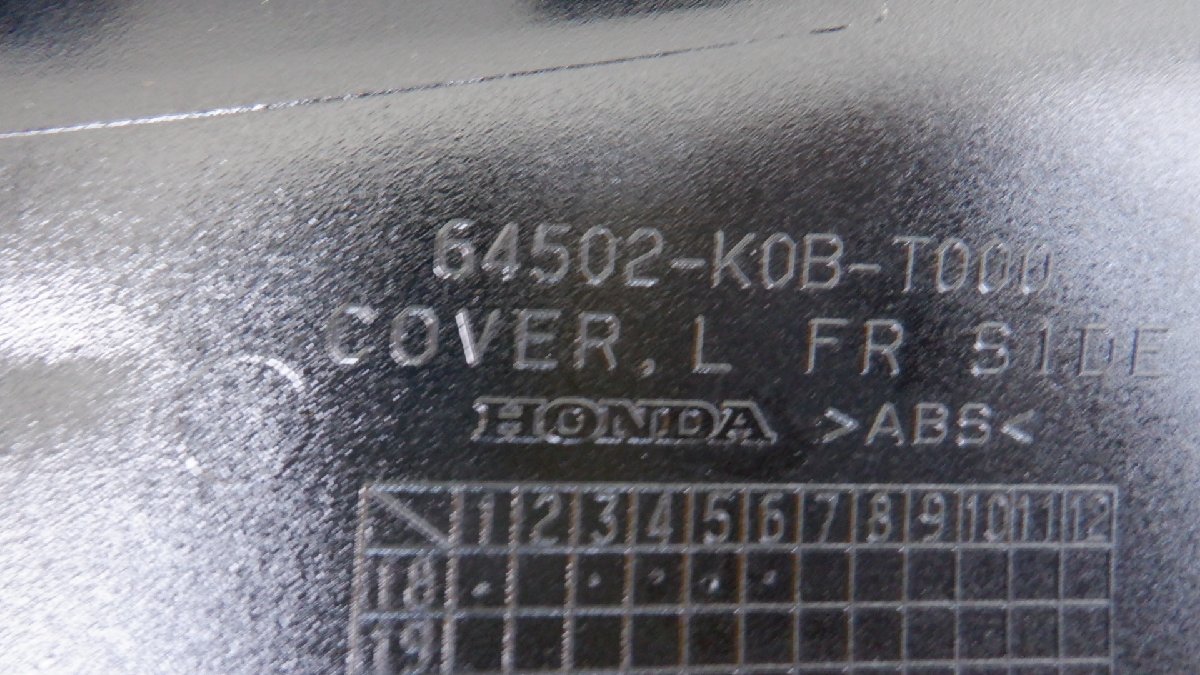 64502-K0B-T000
COVER, L FR SIDE
HONDA >ABS<
1 2 3 4 5 6 7 8 9 10 11 12
18
19